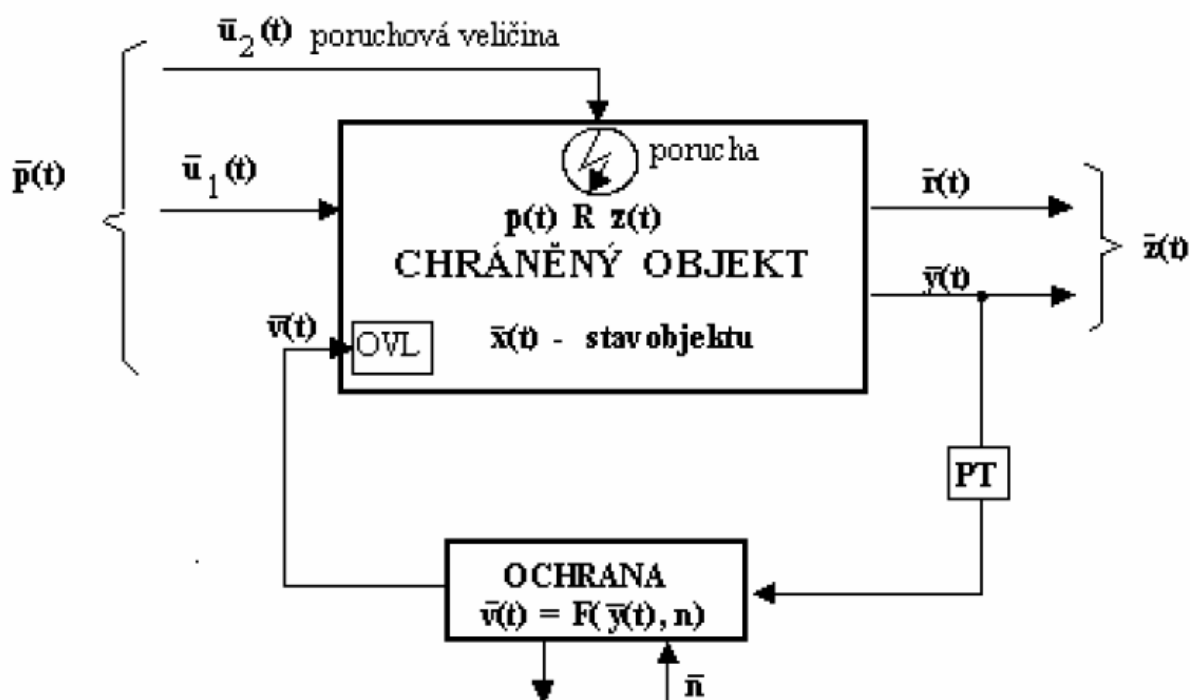 ū₂(t) poruchová veličina
p̄(t)
ū₁(t)
porucha
p(t) R z(t)
CHRÁNĚNÝ OBJEKT
x̄(t) - stav objektu
v̄(t)
OVL
r̄(t)
ȳ(t)
z̄(t)
PT
OCHRANA
v̄(t) = F(ȳ(t), n)
n̄